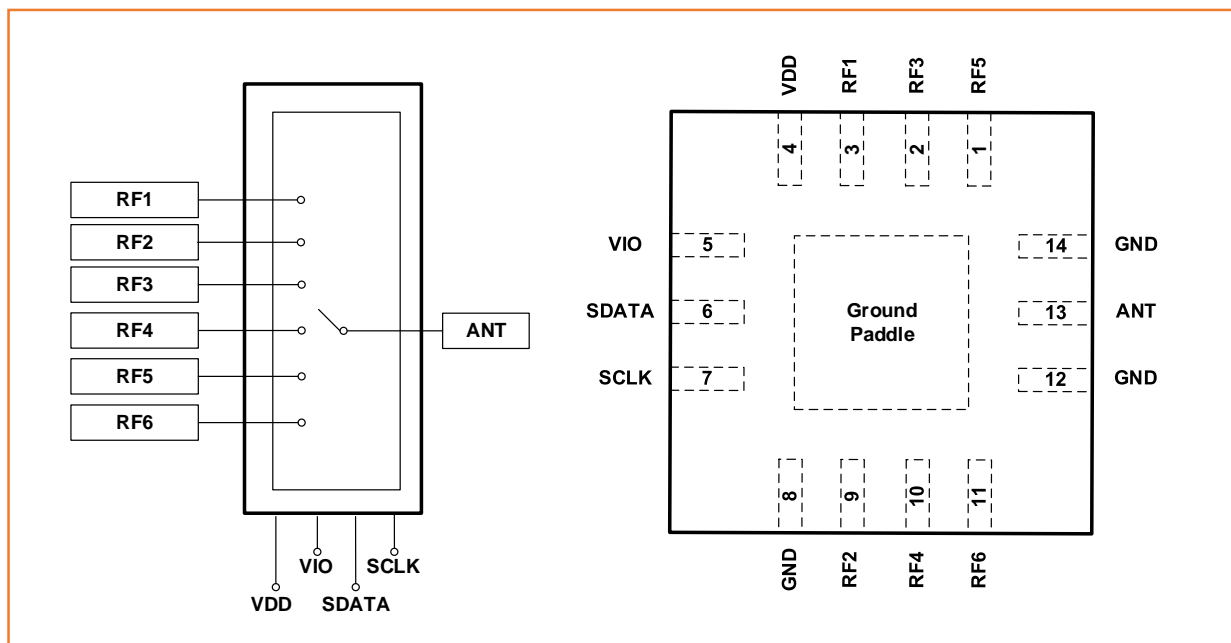 RF1
RF2
RF3
RF4
RF5
RF6
ANT
VDD
VIO
SDATA
SCLK
VDD
RF1
RF3
RF5
4
3
2
1
VIO
5
14
GND
SDATA
6
Ground
Paddle
13
ANT
SCLK
7
12
GND
8
9
10
11
GND
RF2
RF4
RF6